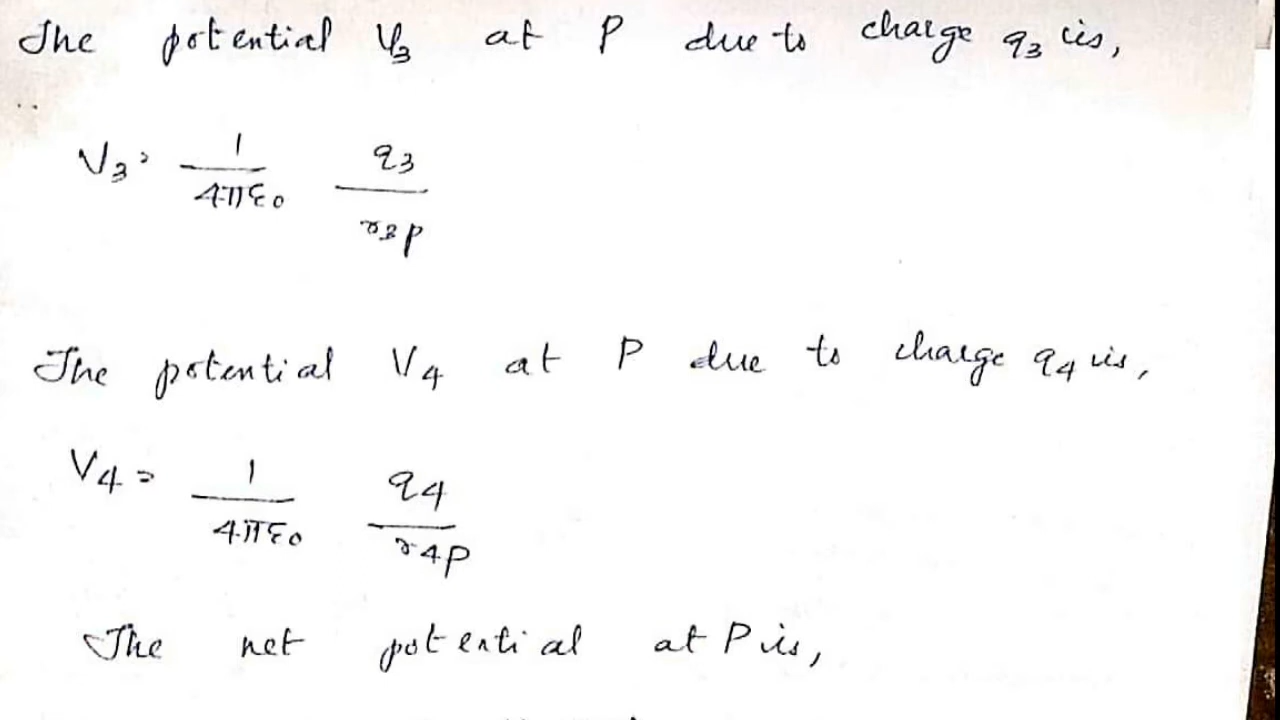 The potential V3 at P due to charge q3 is,
V3 = 1/4πε0 q3/r3p
The potential V4 at P due to charge q4 is,
V4 = 1/4πε0 q4/r4p
The net potential at P is,